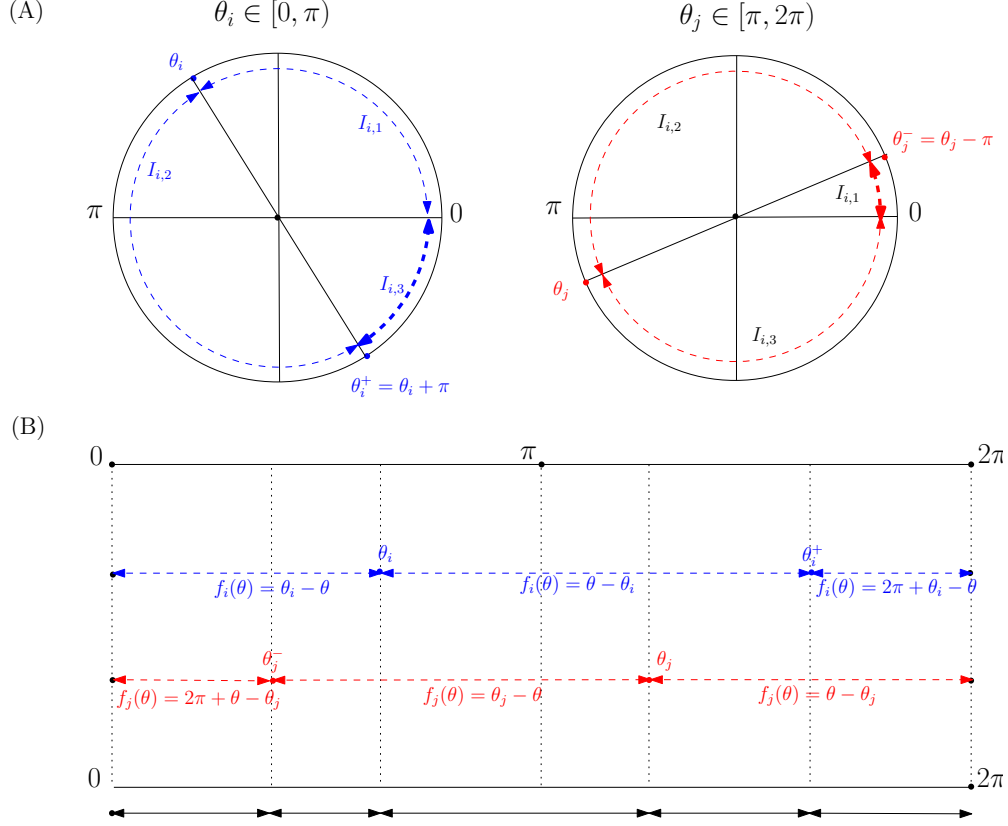 (A)
θ_i ∈ [0, π)
θ_j ∈ [π, 2π)
θ_i
I_{i,1}
I_{i,2}
π
0
I_{i,3}
θ_i^+ = θ_i + π
I_{i,2}
θ_j^- = θ_j − π
I_{i,1}
π
0
θ_j
I_{i,3}
(B)
0
π
2π
θ_i
θ_i^+
f_i(θ) = θ_i − θ
f_i(θ) = θ − θ_i
f_i(θ) = 2π + θ_i − θ
θ_j^-
θ_j
f_j(θ) = 2π + θ − θ_j
f_j(θ) = θ_j − θ
f_j(θ) = θ − θ_j
0
2π